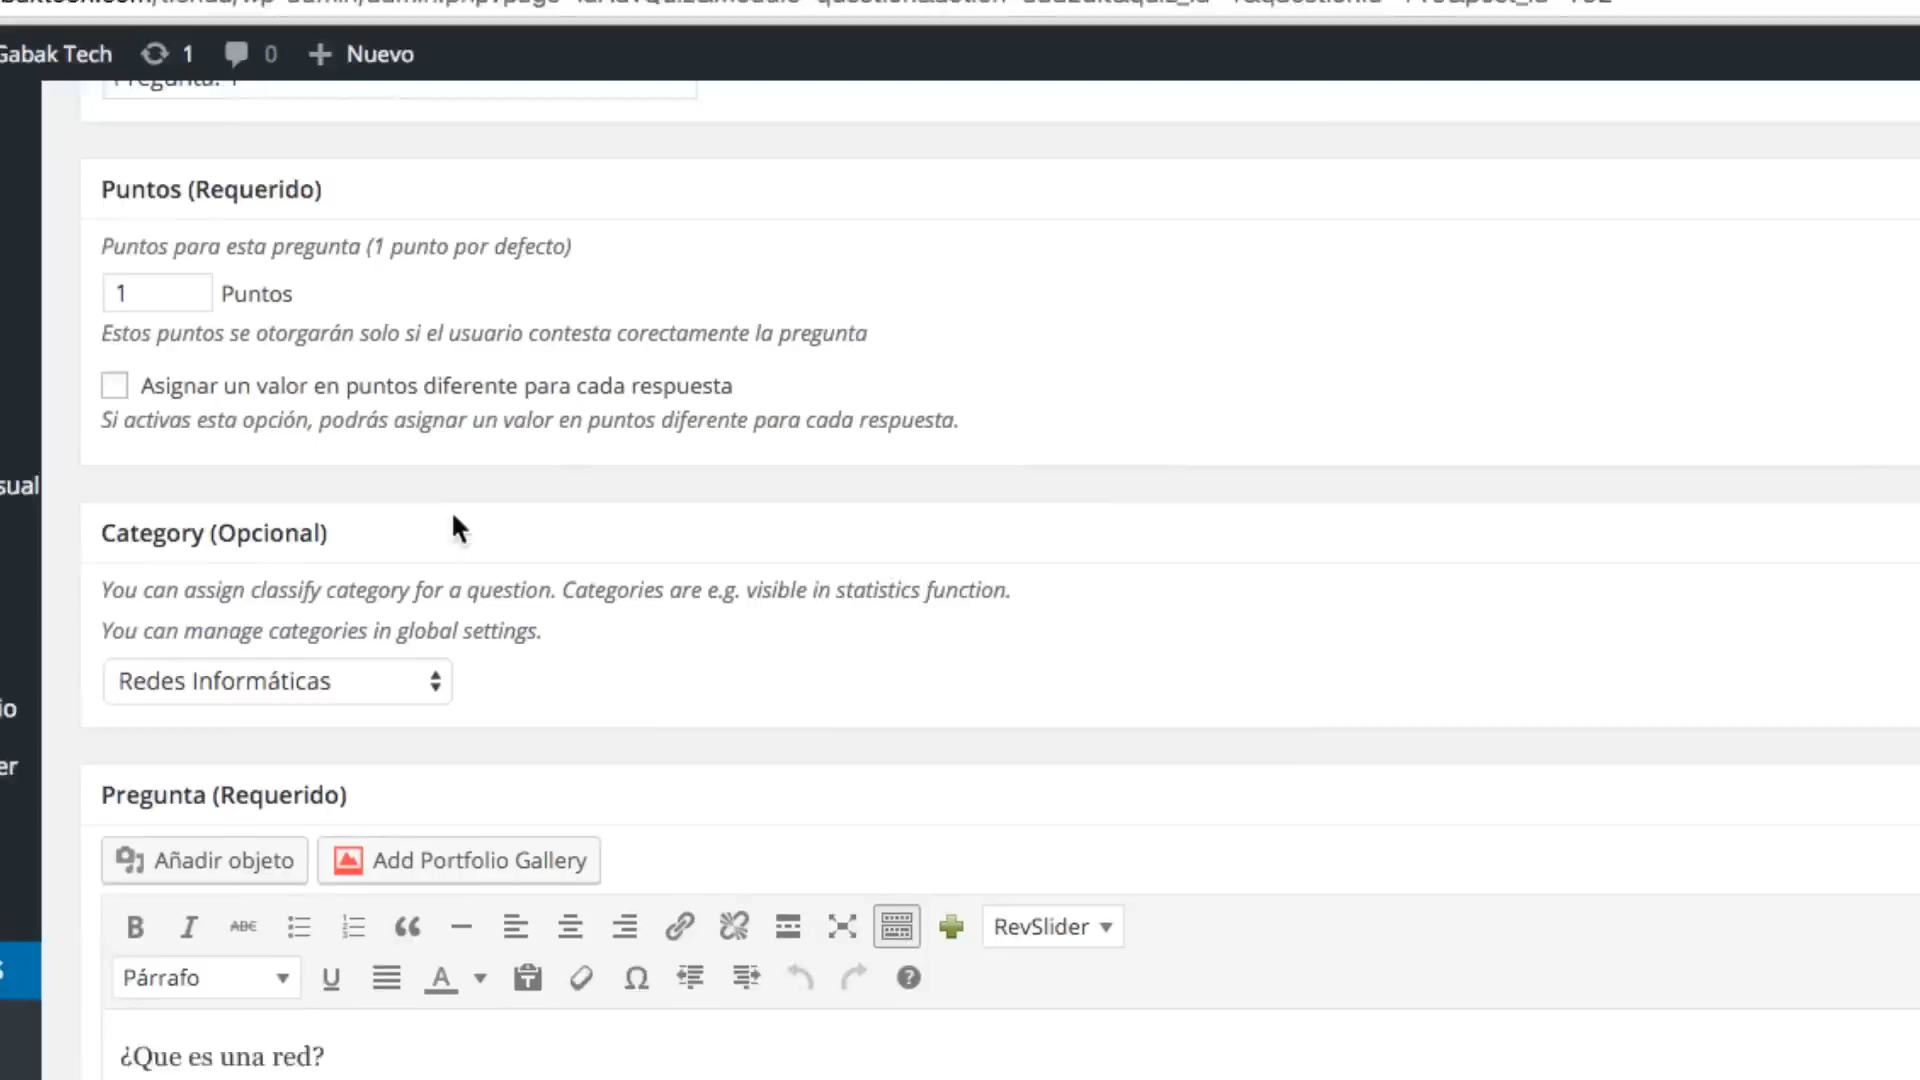 Gabak Tech 1 0 + Nuevo
Pregunta: 1
Puntos (Requerido)
Puntos para esta pregunta (1 punto por defecto)
1 Puntos
Estos puntos se otorgarán solo si el usuario contesta corectamente la pregunta
Asignar un valor en puntos diferente para cada respuesta
Si activas esta opción, podrás asignar un valor en puntos diferente para cada respuesta.
sual
Category (Opcional)
You can assign classify category for a question. Categories are e.g. visible in statistics function.
You can manage categories in global settings.
Redes Informáticas
io
er
Pregunta (Requerido)
Añadir objeto Add Portfolio Gallery
B I ABC RevSlider
Párrafo U A Ω ?
¿Que es una red?